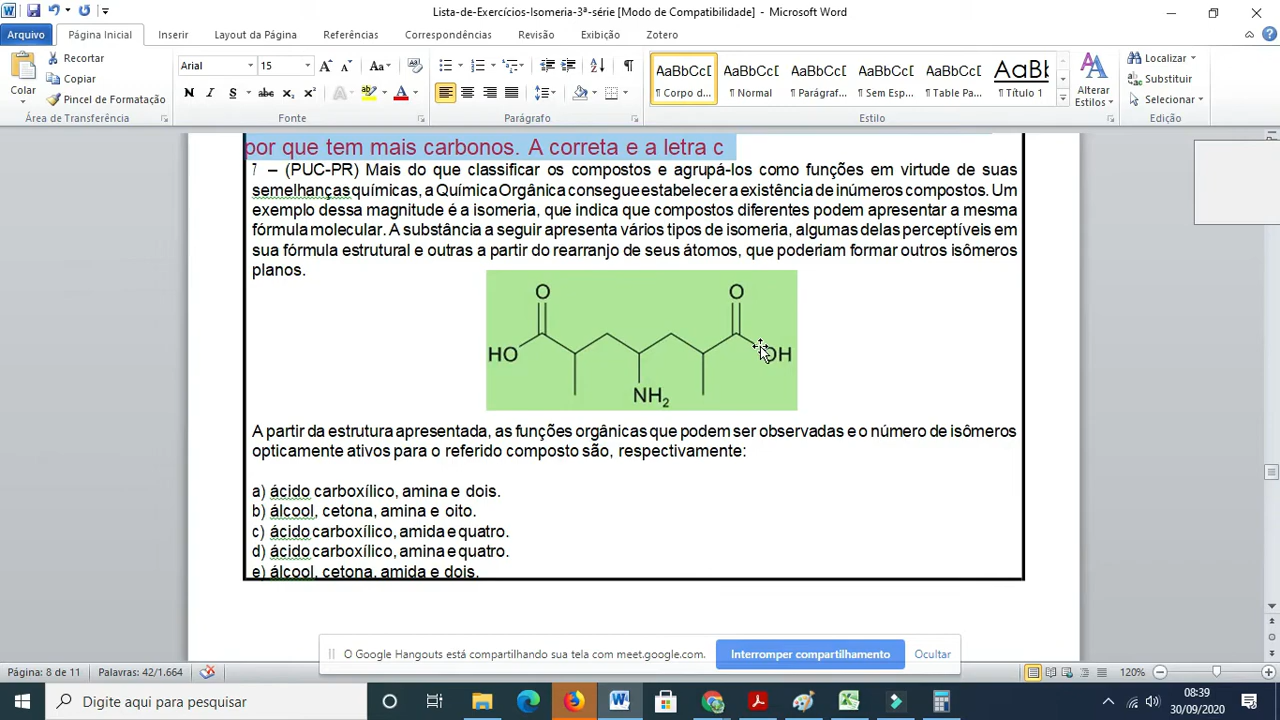 Lista-de-Exercícios-Isomeria-3ª-série [Modo de Compatibilidade] - Microsoft Word
Arquivo Página Inicial Inserir Layout da Página Referências Correspondências Revisão Exibição Zotero
Colar
Recortar
Copiar
Pincel de Formatação
Área de Transferência
Arial 15
Fonte
Parágrafo
AaBbCcD AaBbCcD AaBbCcD AaBbCcD AaBbCcD AaBb
¶ Corpo d... ¶ Normal ¶ Parágraf... ¶ Sem Esp... ¶ Table Pa... ¶ Título 1
Alterar Estilos
Estilo
Localizar
Substituir
Selecionar
Edição
por que tem mais carbonos. A correta e a letra c
7 – (PUC-PR) Mais do que classificar os compostos e agrupá-los como funções em virtude de suas
semelhanças químicas, a Química Orgânica consegue estabelecer a existência de inúmeros compostos. Um
exemplo dessa magnitude é a isomeria, que indica que compostos diferentes podem apresentar a mesma
fórmula molecular. A substância a seguir apresenta vários tipos de isomeria, algumas delas perceptíveis em
sua fórmula estrutural e outras a partir do rearranjo de seus átomos, que poderiam formar outros isômeros
planos.
O O
HO OH
NH2
A partir da estrutura apresentada, as funções orgânicas que podem ser observadas e o número de isômeros
opticamente ativos para o referido composto são, respectivamente:
a) ácido carboxílico, amina e dois.
b) álcool, cetona, amina e oito.
c) ácido carboxílico, amida e quatro.
d) ácido carboxílico, amina e quatro.
e) álcool, cetona, amida e dois.
O Google Hangouts está compartilhando sua tela com meet.google.com. Interromper compartilhamento Ocultar
Página: 8 de 11 Palavras: 42/1.664 120%
Digite aqui para pesquisar
08:39
30/09/2020